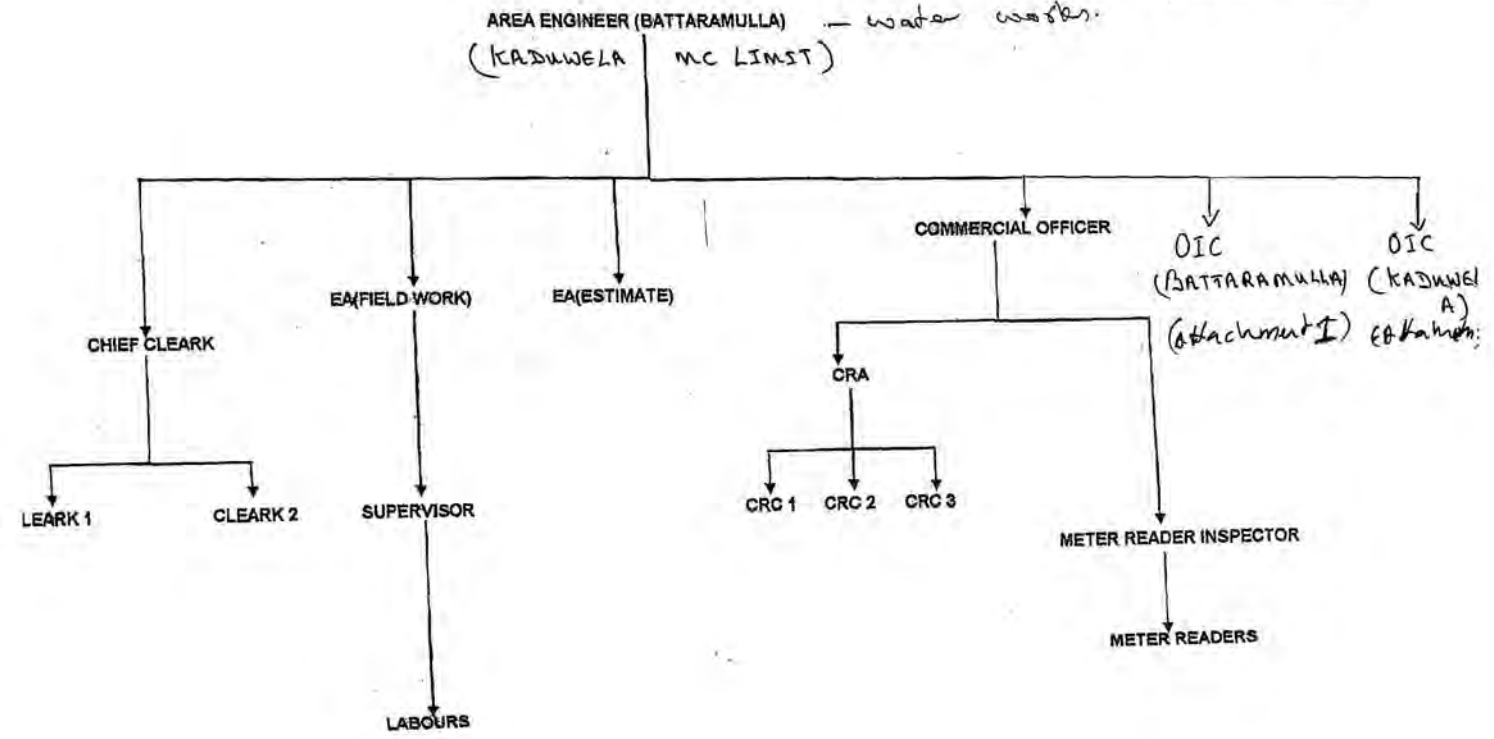 AREA ENGINEER (BATTARAMULLA) - water works.
(KADUWELA MC LIMIT)
COMMERCIAL OFFICER
OIC
OIC
(BATTARAMULLA)
(KADUWEL
A)
EA(FIELD WORK)
EA(ESTIMATE)
CHIEF CLEARK
(Attachment I)
CRA
LEARK 1
CLEARK 2
SUPERVISOR
CRC 1
CRC 2
CRC 3
METER READER INSPECTOR
METER READERS
LABOURS